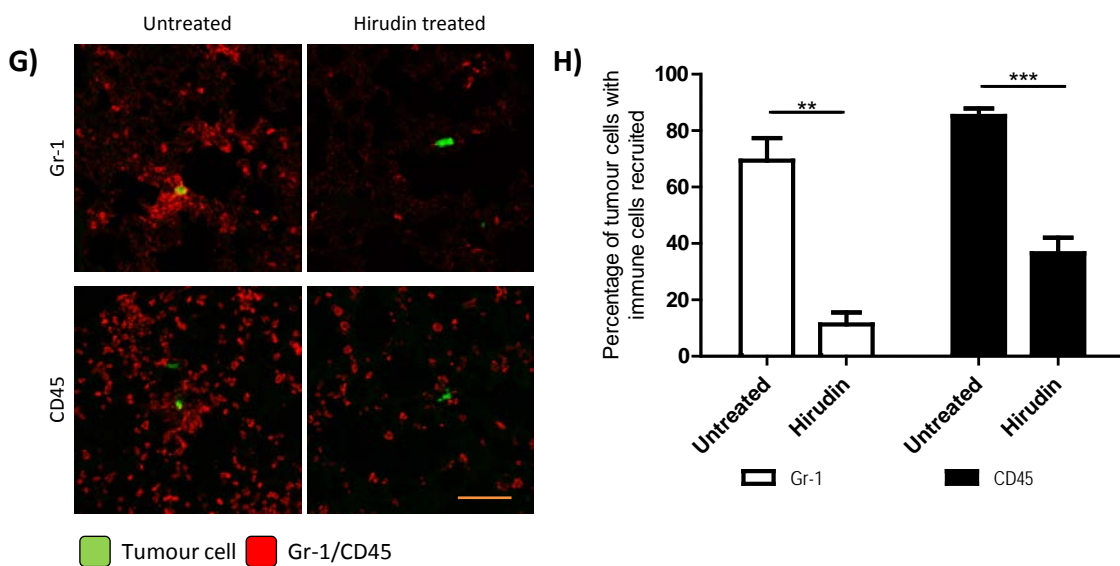 Untreated
Hirudin treated
G)
Gr-1
CD45
Tumour cell
Gr-1/CD45
H)
Percentage of tumour cells with
immune cells recruited
100
80
60
40
20
0
**
***
Untreated
Hirudin
Untreated
Hirudin
Gr-1
CD45